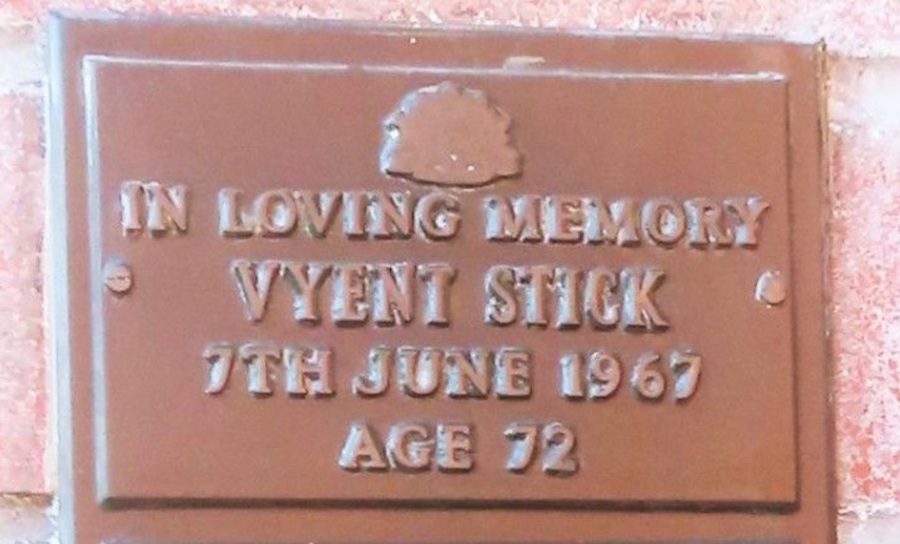 IN LOVING MEMORY
VYENT STICK
7TH JUNE 1967
AGE 72